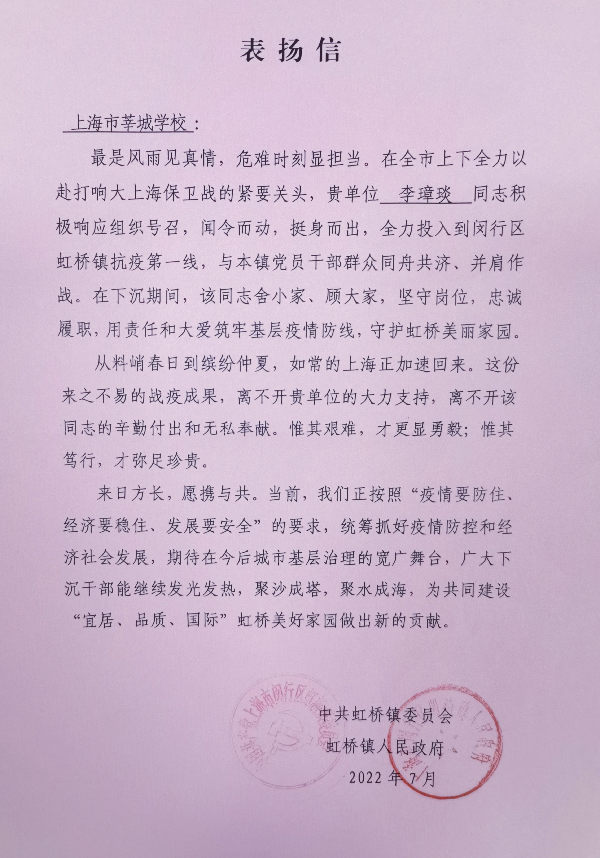 表扬信
上海市莘城学校：
最是风雨见真情，危难时刻显担当。在全市上下全力以
赴打响大上海保卫战的紧要关头，贵单位 李璋琰 同志积
极响应组织号召，闻令而动，挺身而出，全力投入到闵行区
虹桥镇抗疫第一线，与本镇党员干部群众同舟共济、并肩作
战。在下沉期间，该同志舍小家、顾大家，坚守岗位，忠诚
履职，用责任和大爱筑牢基层疫情防线，守护虹桥美丽家园。
从料峭春日到缤纷仲夏，如常的上海正加速回来。这份
来之不易的战疫成果，离不开贵单位的大力支持，离不开该
同志的辛勤付出和无私奉献。惟其艰难，才更显勇毅；惟其
笃行，才弥足珍贵。
来日方长，愿携与共。当前，我们正按照“疫情要防住、
经济要稳住、发展要安全”的要求，统筹抓好疫情防控和经
济社会发展，期待在今后城市基层治理的宽广舞台，广大下
沉干部能继续发光发热，聚沙成塔，聚水成海，为共同建设
“宜居、品质、国际”虹桥美好家园做出新的贡献。
中共虹桥镇委员会
虹桥镇人民政府
2022年7月